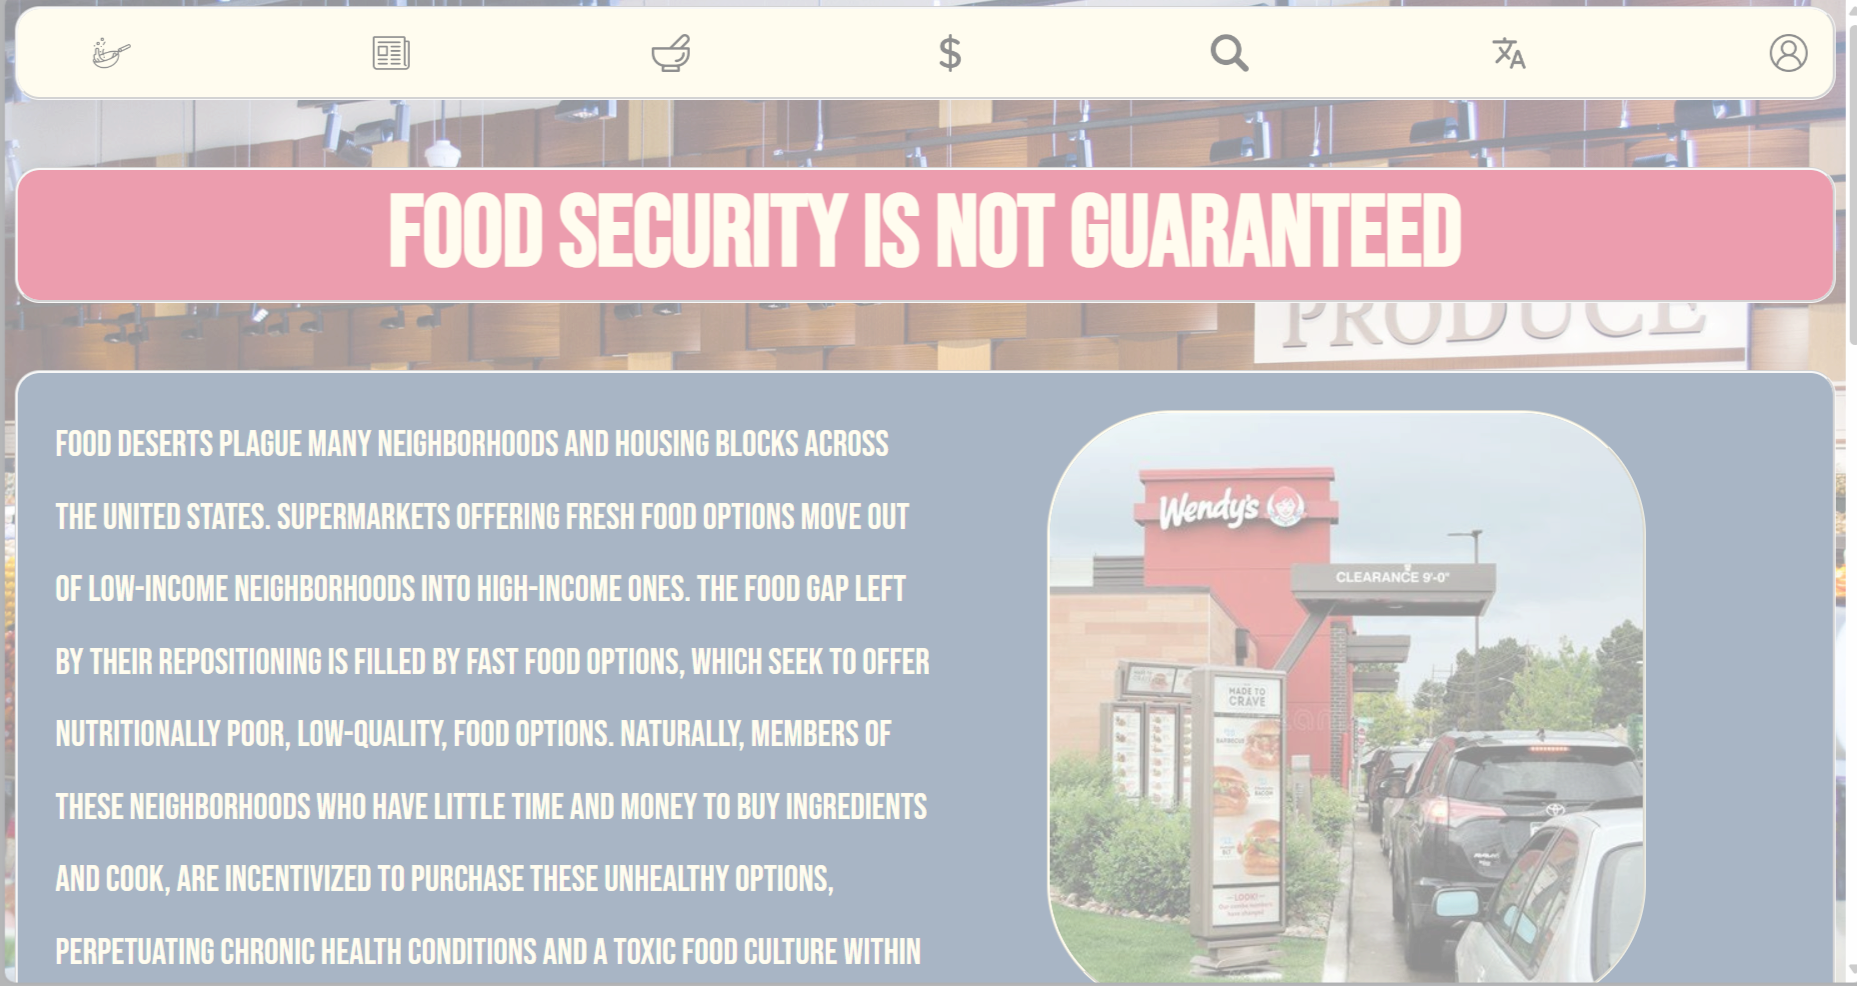 FOOD SECURITY IS NOT GUARANTEED
PRODUCE
FOOD DESERTS PLAGUE MANY NEIGHBORHOODS AND HOUSING BLOCKS ACROSS
THE UNITED STATES. SUPERMARKETS OFFERING FRESH FOOD OPTIONS MOVE OUT
OF LOW-INCOME NEIGHBORHOODS INTO HIGH-INCOME ONES. THE FOOD GAP LEFT
BY THEIR REPOSITIONING IS FILLED BY FAST FOOD OPTIONS, WHICH SEEK TO OFFER
NUTRITIONALLY POOR, LOW-QUALITY, FOOD OPTIONS. NATURALLY, MEMBERS OF
THESE NEIGHBORHOODS WHO HAVE LITTLE TIME AND MONEY TO BUY INGREDIENTS
AND COOK, ARE INCENTIVIZED TO PURCHASE THESE UNHEALTHY OPTIONS,
PERPETUATING CHRONIC HEALTH CONDITIONS AND A TOXIC FOOD CULTURE WITHIN
Wendy's
CLEARANCE 9'-0"
MADE TO
CRAVE
BARBECUE
BACON
LOOK!